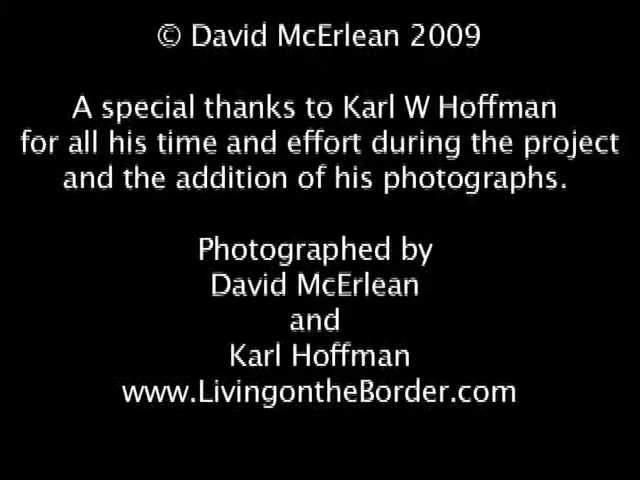 © David McErlean 2009
A special thanks to Karl W Hoffman
for all his time and effort during the project
and the addition of his photographs.
Photographed by
David McErlean
and
Karl Hoffman
www.LivingontheBorder.com